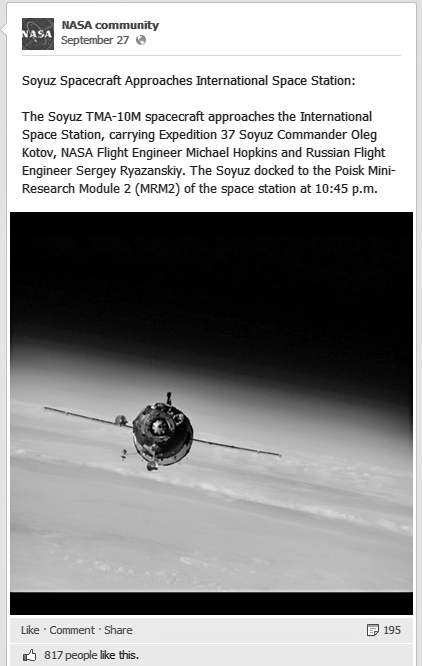 NASA
NASA community
September 27
Soyuz Spacecraft Approaches International Space Station:
The Soyuz TMA-10M spacecraft approaches the International
Space Station, carrying Expedition 37 Soyuz Commander Oleg
Kotov, NASA Flight Engineer Michael Hopkins and Russian Flight
Engineer Sergey Ryazanskiy. The Soyuz docked to the Poisk Mini-
Research Module 2 (MRM2) of the space station at 10:45 p.m.
Like · Comment · Share 195
817 people like this.